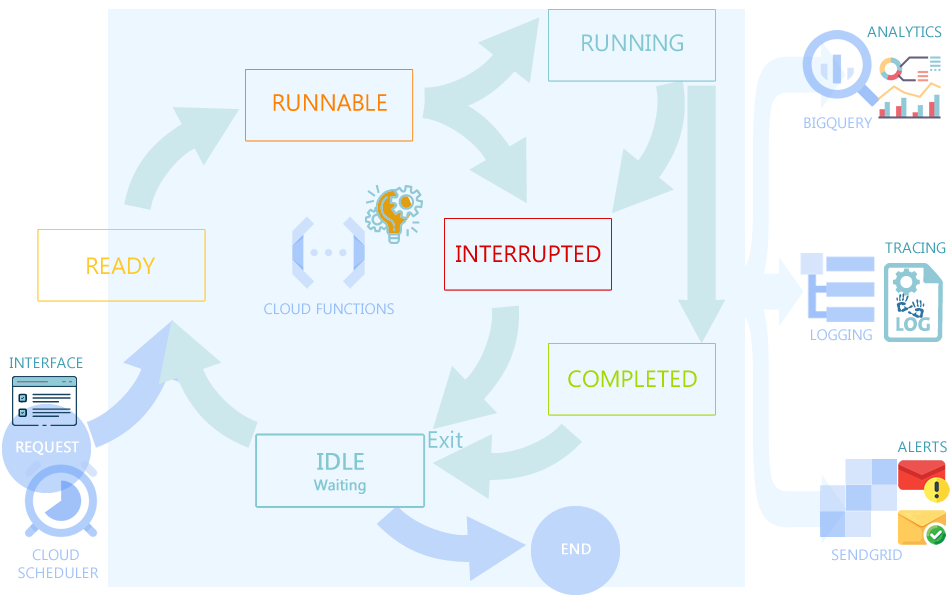 RUNNING
ANALYTICS
RUNNABLE
BIGQUERY
READY
INTERRUPTED
TRACING
CLOUD FUNCTIONS
LOG
LOGGING
INTERFACE
COMPLETED
REQUEST
Exit
IDLE
Waiting
ALERTS
CLOUD
SCHEDULER
END
SENDGRID